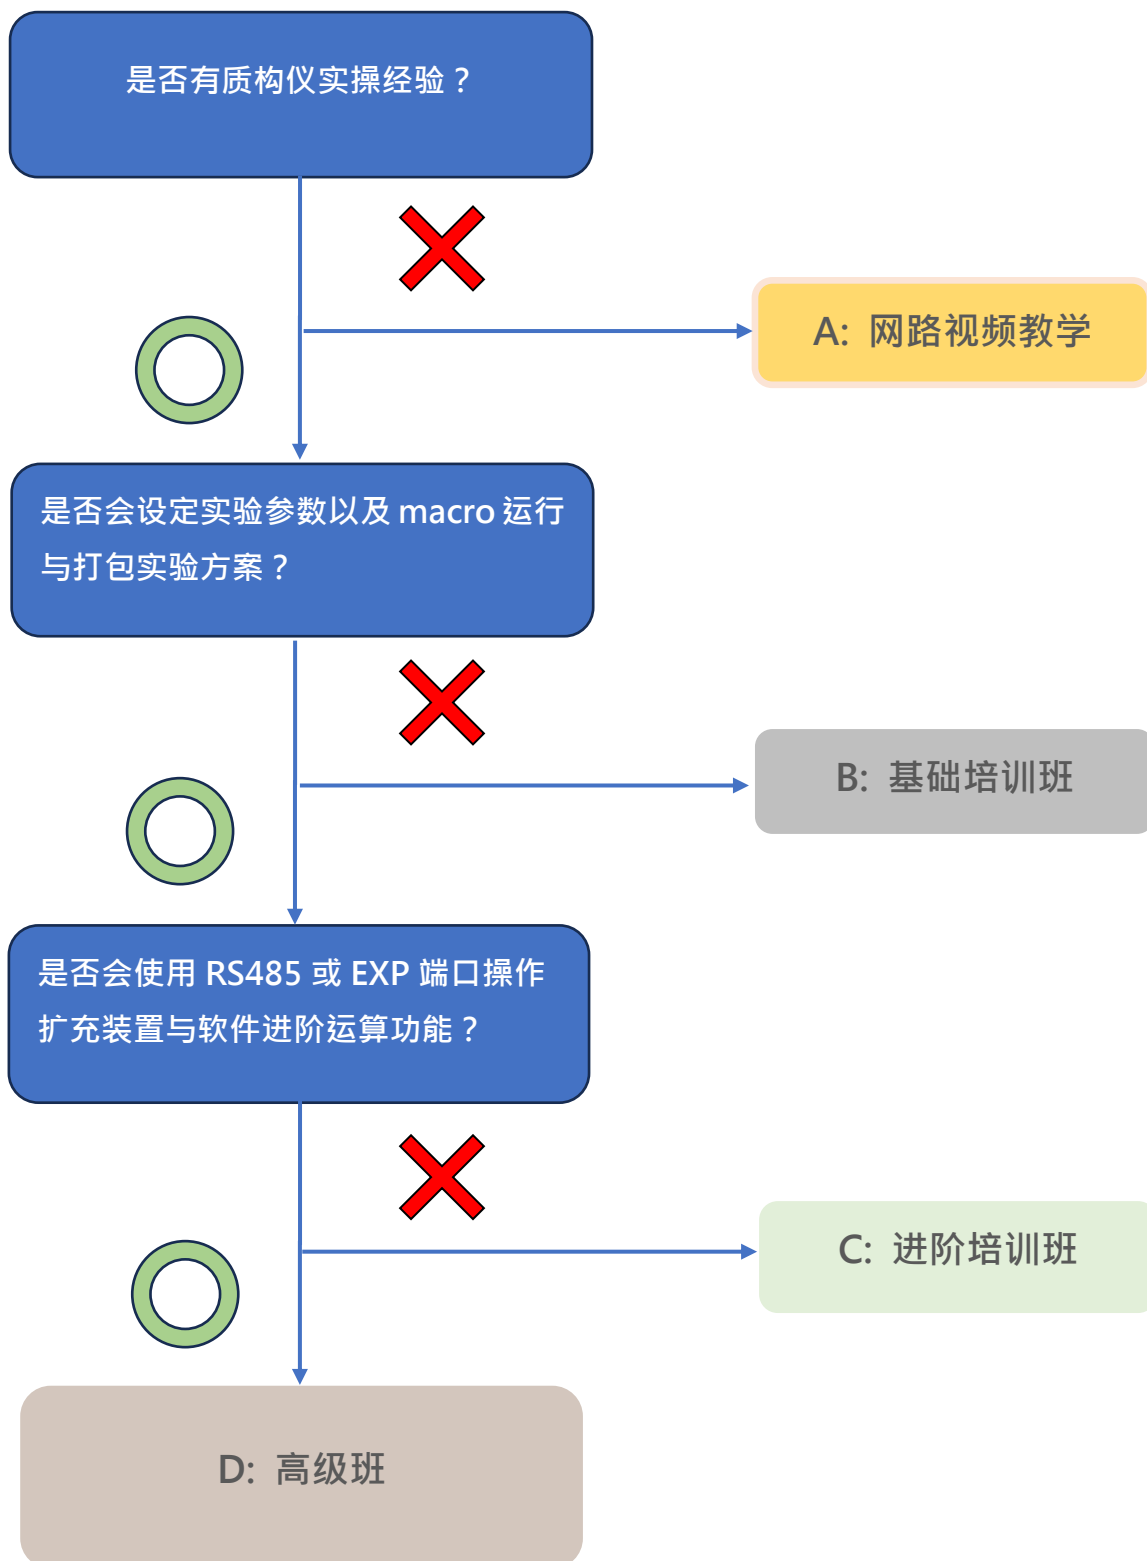 是否有质构仪实操经验？
A: 网路视频教学
是否会设定实验参数以及 macro 运行
与打包实验方案？
B: 基础培训班
是否会使用 RS485 或 EXP 端口操作
扩充装置与软件进阶运算功能？
C: 进阶培训班
D: 高级班